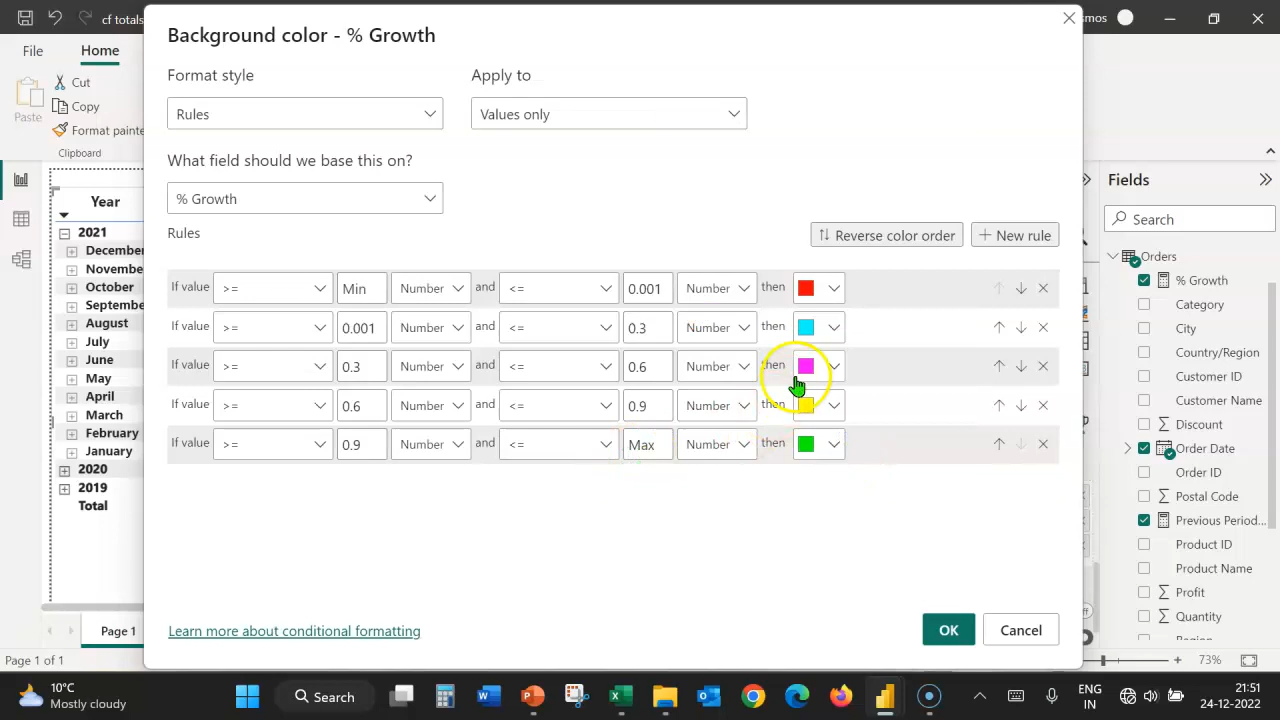 cf totals
smos
Background color - % Growth
File
Home
Cut
Copy
Format painte
Paste
Clipboard
Format style
Apply to
Rules
Values only
What field should we base this on?
% Growth
Rules
Reverse color order
New rule
If value >= Min Number and <= 0.001 Number then
If value >= 0.001 Number and <= 0.3 Number then
If value >= 0.3 Number and <= 0.6 Number then
If value >= 0.6 Number and <= 0.9 Number then
If value >= 0.9 Number and <= Max Number then
Learn more about conditional formatting
OK
Cancel
Year
2021
December
November
October
Septembe
August
July
June
May
April
March
February
January
2020
2019
Total
Page 1
Page 1 of 1
Fields
Search
Orders
% Growth
Category
City
Country/Region
Customer ID
Customer Name
Discount
Order Date
Order ID
Postal Code
Previous Period...
Product ID
Product Name
Profit
Quantity
73%
10°C
Mostly cloudy
Search
ENG
IN
21:51
24-12-2022